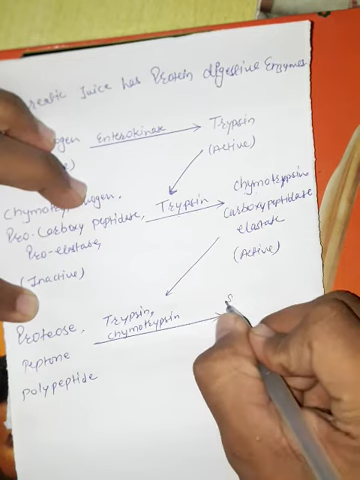 Juice has Protein digestive Enzymes
Enterokinase Trypsin
(Active)
Pro-Carboxy peptidase, Trypsin chymotrypsin
Pro-elastase, Carboxypeptidase
elastase
(Inactive) (Active)
Proteose, Trypsin,
Peptone chymotrypsin
polypeptide